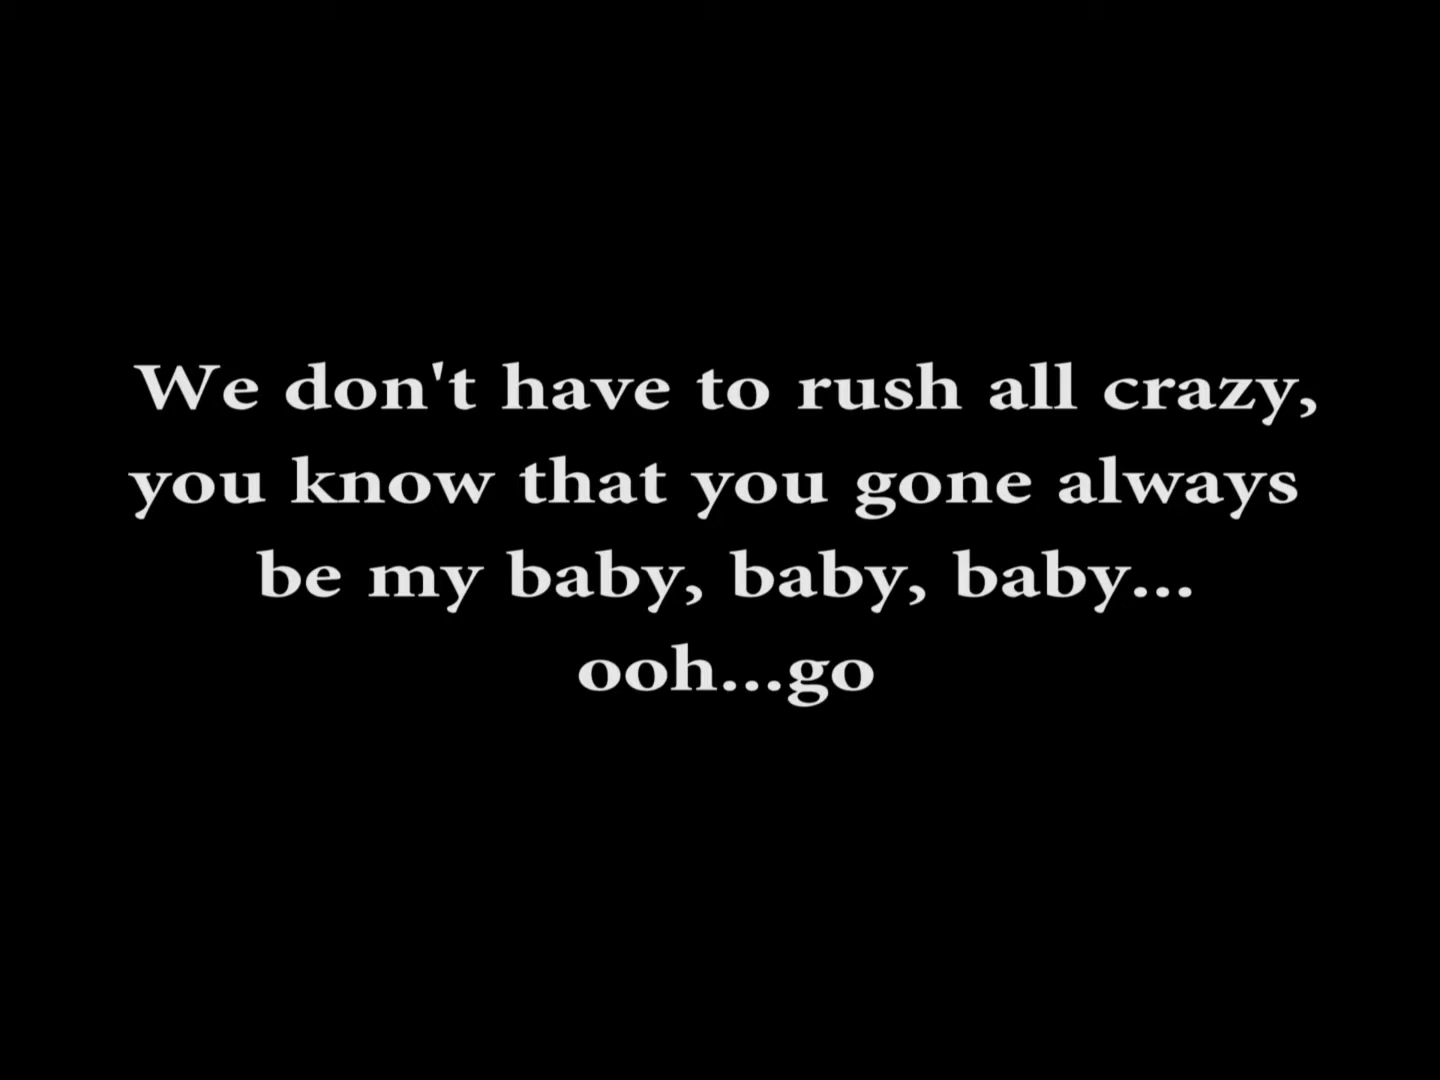 We don't have to rush all crazy,
you know that you gone always
be my baby, baby, baby...
ooh...go